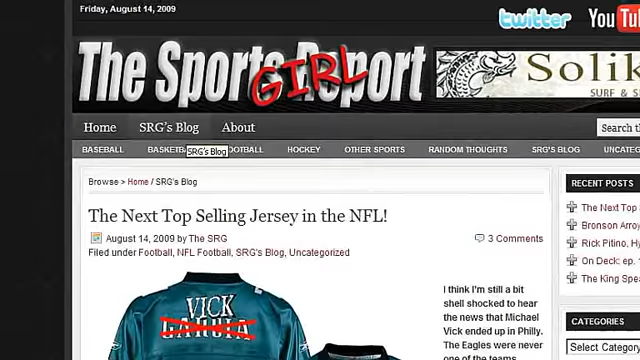 Friday, August 14, 2009
twitter
You Tu
The Sports GIRL Report
Solik
SURF & S
Home SRG's Blog About
Search th
BASEBALL BASKETB OOTBALL HOCKEY OTHER SPORTS RANDOM THOUGHTS SRG'S BLOG UNCATEG
SRG's Blog
Browse > Home / SRG's Blog
The Next Top Selling Jersey in the NFL!
August 14, 2009 by The SRG
3 Comments
Filed under Football, NFL Football, SRG's Blog, Uncategorized
VICK
GARCIA
I think I'm still a bit
shell shocked to hear
the news that Michael
Vick ended up in Philly.
The Eagles were never
one of the teams
RECENT POSTS
The Next Top
Bronson Arroy
Rick Pitino, Hy
On Deck: ep.
The King Spea
CATEGORIES
Select Category